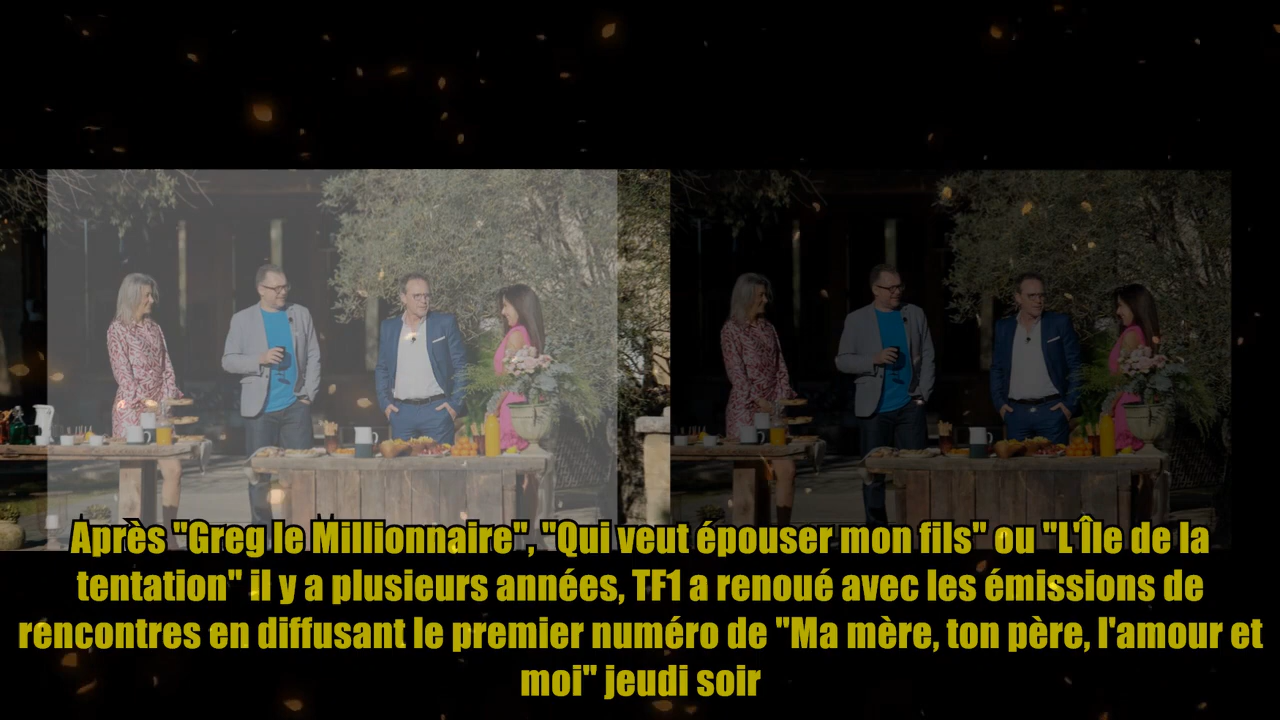 Après "Greg le Millionnaire", "Qui veut épouser mon fils" ou "L'Île de la
tentation" il y a plusieurs années, TF1 a renoué avec les émissions de
rencontres en diffusant le premier numéro de "Ma mère, ton père, l'amour et
moi" jeudi soir